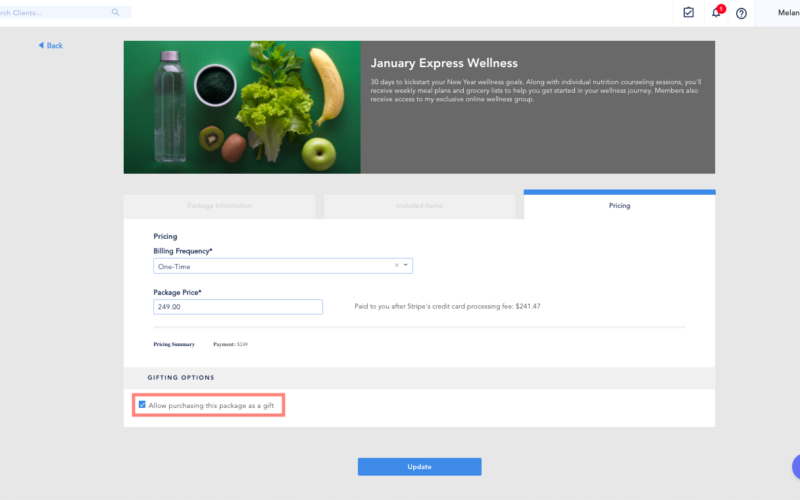 rch Clients...
5
Melan
Back
January Express Wellness
30 days to kickstart your New Year wellness goals. Along with individual nutrition counseling sessions, you'll
receive weekly meal plans and grocery lists to help you get started in your wellness journey. Members also
receive access to my exclusive online wellness group.
Package Information
Included Items
Pricing
Pricing
Billing Frequency*
One-Time
Package Price*
249.00
Paid to you after Stripe's credit card processing fee: $241.47
Pricing Summary
Payment: $249
GIFTING OPTIONS
Allow purchasing this package as a gift
Update